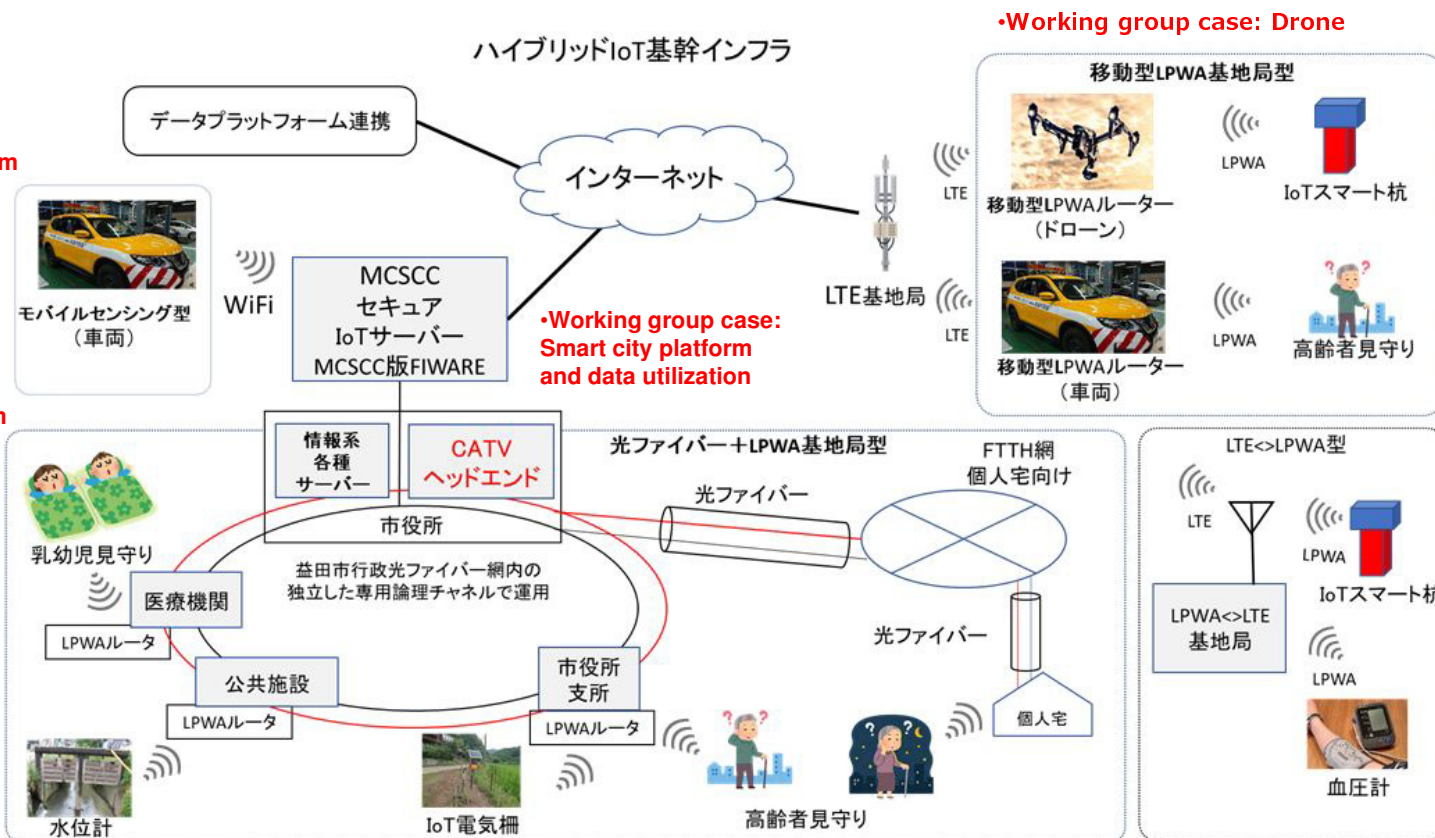 •Working group case: Drone
ハイブリッドIoT基幹インフラ
移動型LPWA基地局型
データプラットフォーム連携
インターネット
LTE
LPWA
移動型LPWAルーター
（ドローン）
IoTスマート杭
m
モバイルセンシング型
（車両）
WiFi
MCSCC
セキュア
IoTサーバー
MCSCC版FIWARE
LTE基地局
LTE
LPWA
移動型LPWAルーター
（車両）
高齢者見守り
•Working group case:
Smart city platform
and data utilization
光ファイバー＋LPWA基地局型
情報系
各種
サーバー
CATV
ヘッドエンド
市役所
光ファイバー
FTTH網
個人宅向け
乳幼児見守り
益田市行政光ファイバー網内の
独立した専用論理チャネルで運用
医療機関
LPWAルータ
公共施設
LPWAルータ
市役所
支所
LPWAルータ
光ファイバー
個人宅
水位計
IoT電気柵
高齢者見守り
LTE<>LPWA型
LTE
LPWA
IoTスマート杭
LPWA<>LTE
基地局
LPWA
血圧計